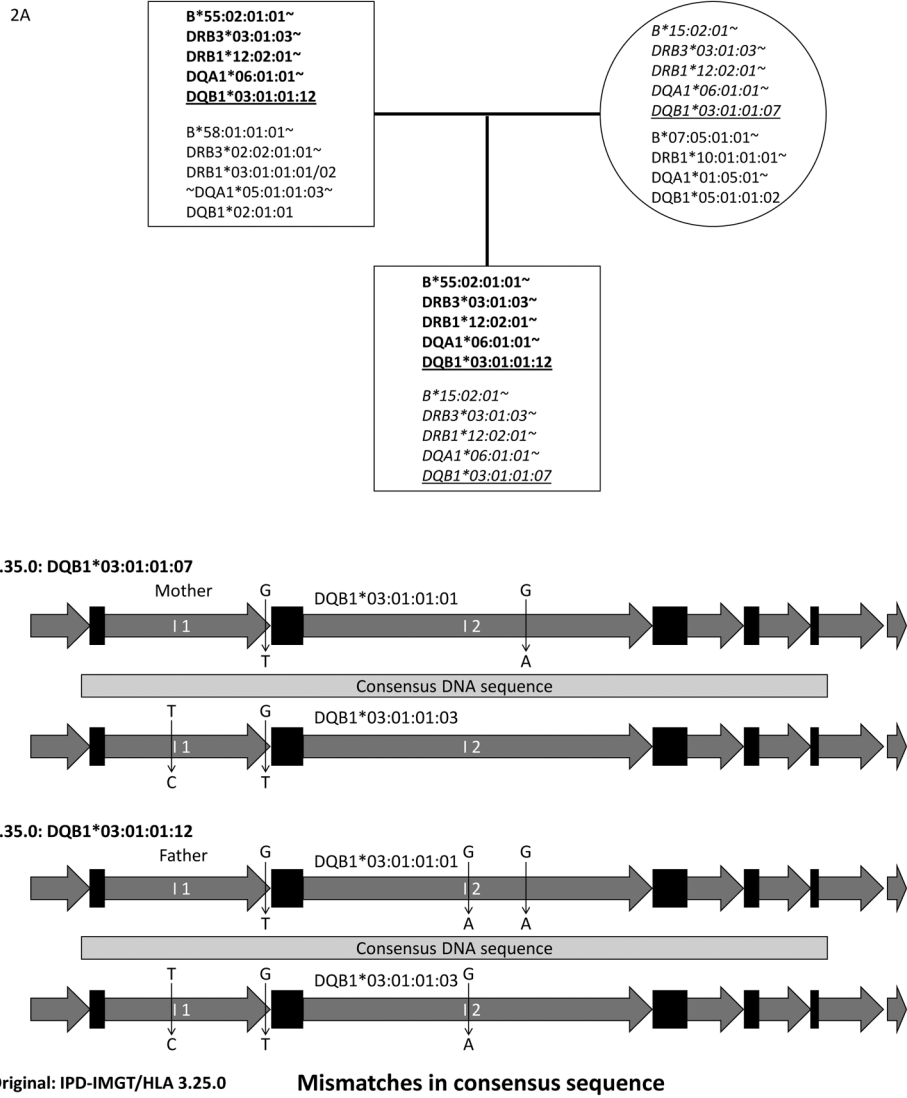 2A
B*55:02:01:01~
DRB3*03:01:03~
DRB1*12:02:01~
DQA1*06:01:01~
DQB1*03:01:01:12
B*58:01:01:01~
DRB3*02:02:01:01~
DRB1*03:01:01:01/02
~DQA1*05:01:01:03~
DQB1*02:01:01
B*15:02:01~
DRB3*03:01:03~
DRB1*12:02:01~
DQA1*06:01:01~
DQB1*03:01:01:07
B*07:05:01:01~
DRB1*10:01:01:01~
DQA1*01:05:01~
DQB1*05:01:01:02
B*55:02:01:01~
DRB3*03:01:03~
DRB1*12:02:01~
DQA1*06:01:01~
DQB1*03:01:01:12
B*15:02:01~
DRB3*03:01:03~
DRB1*12:02:01~
DQA1*06:01:01~
DQB1*03:01:01:07
.35.0: DQB1*03:01:01:07
Mother G DQB1*03:01:01:01 G
I 1 I 2
T A
Consensus DNA sequence
T G DQB1*03:01:01:03
I 1 I 2
C T
.35.0: DQB1*03:01:01:12
Father G DQB1*03:01:01:01 G G
I 1 I 2
T A A
Consensus DNA sequence
T G DQB1*03:01:01:03 G
I 1 I 2
C T A
Original: IPD-IMGT/HLA 3.25.0 Mismatches in consensus sequence